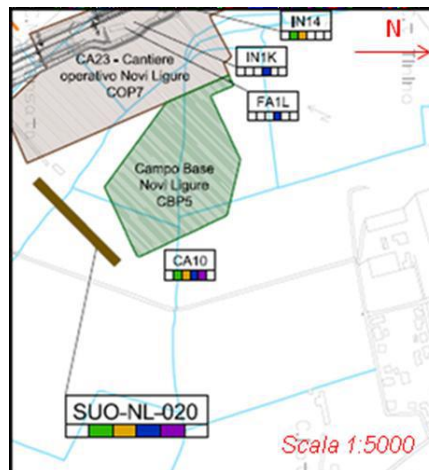 IN14
N
CA23 - Cantiere
operativo Novi Ligure
COP7
IN1K
FA1L
Campo Base
Novi Ligure
CBP5
CA10
SUO-NL-020
Scala 1:5000